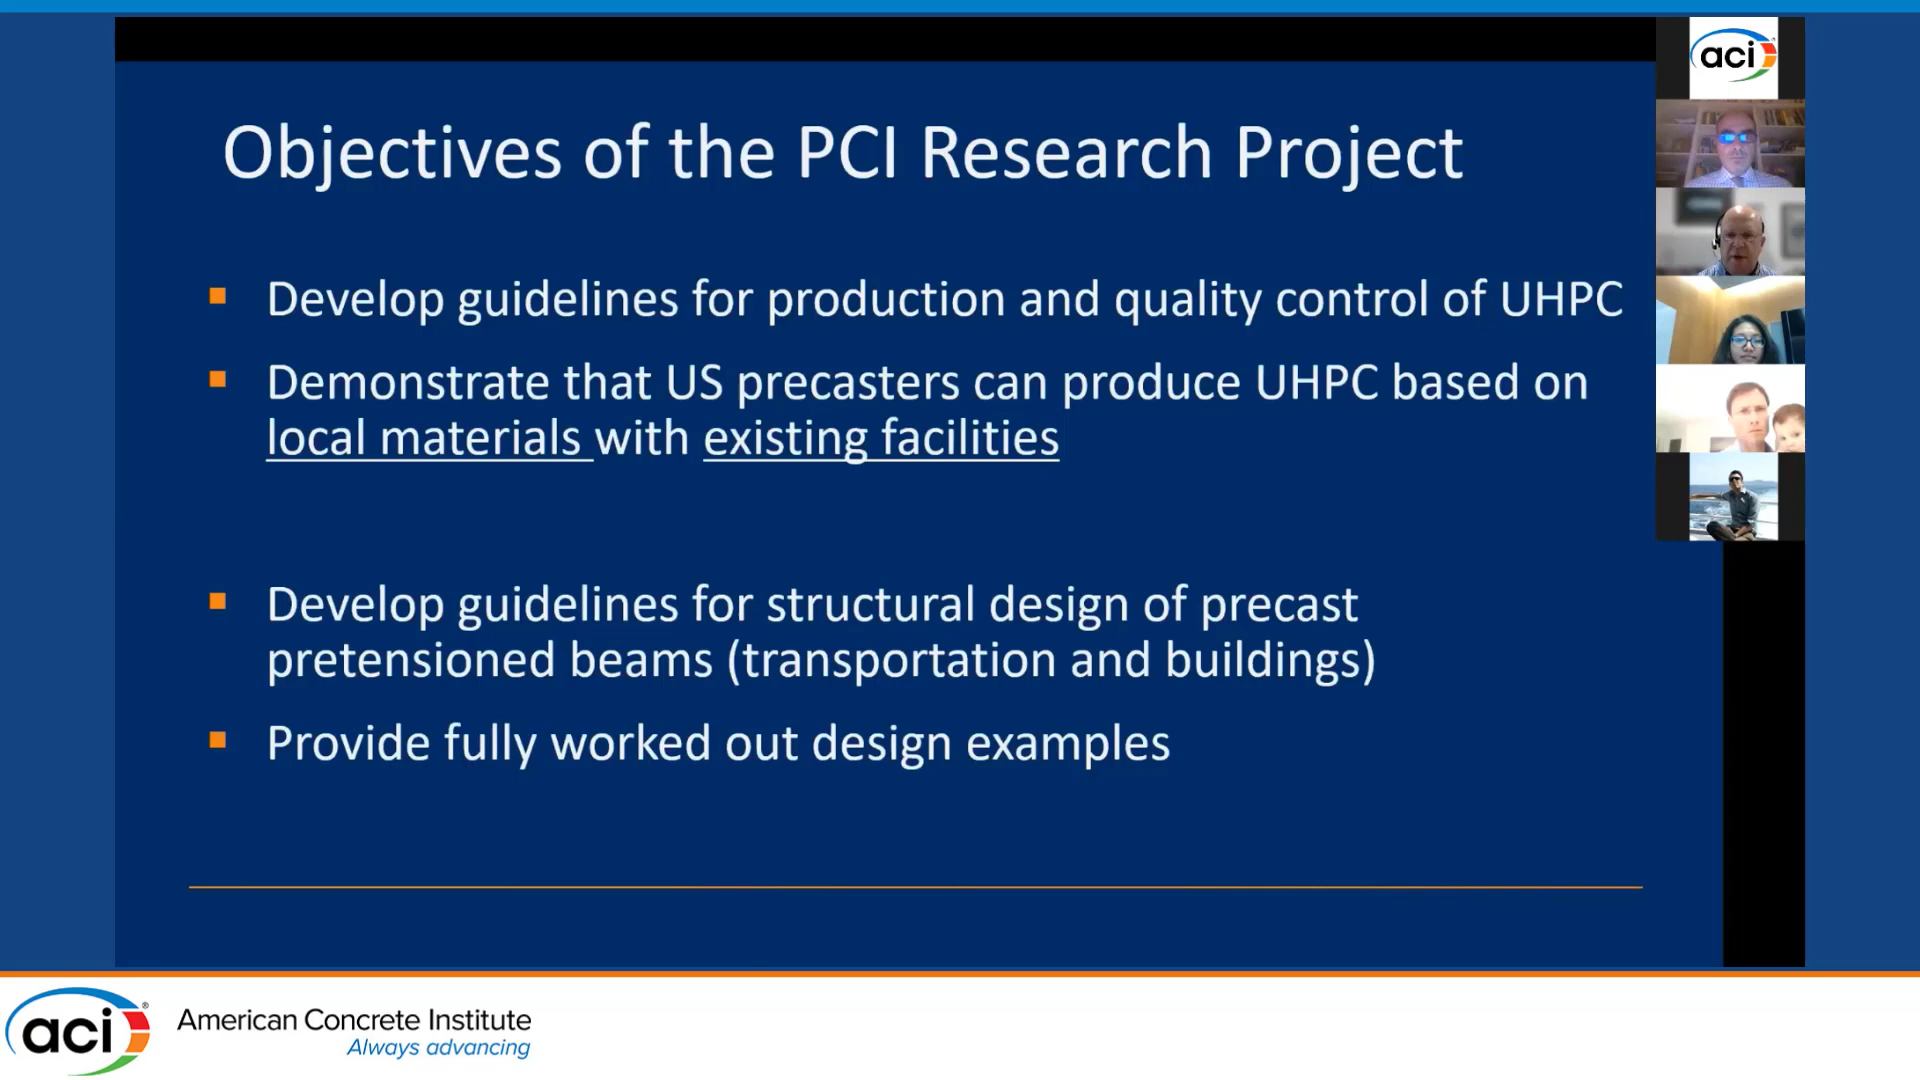 Objectives of the PCI Research Project
▪ Develop guidelines for production and quality control of UHPC
▪ Demonstrate that US precasters can produce UHPC based on
local materials with existing facilities
▪ Develop guidelines for structural design of precast
pretensioned beams (transportation and buildings)
▪ Provide fully worked out design examples
aci
aci®
American Concrete Institute
Always advancing